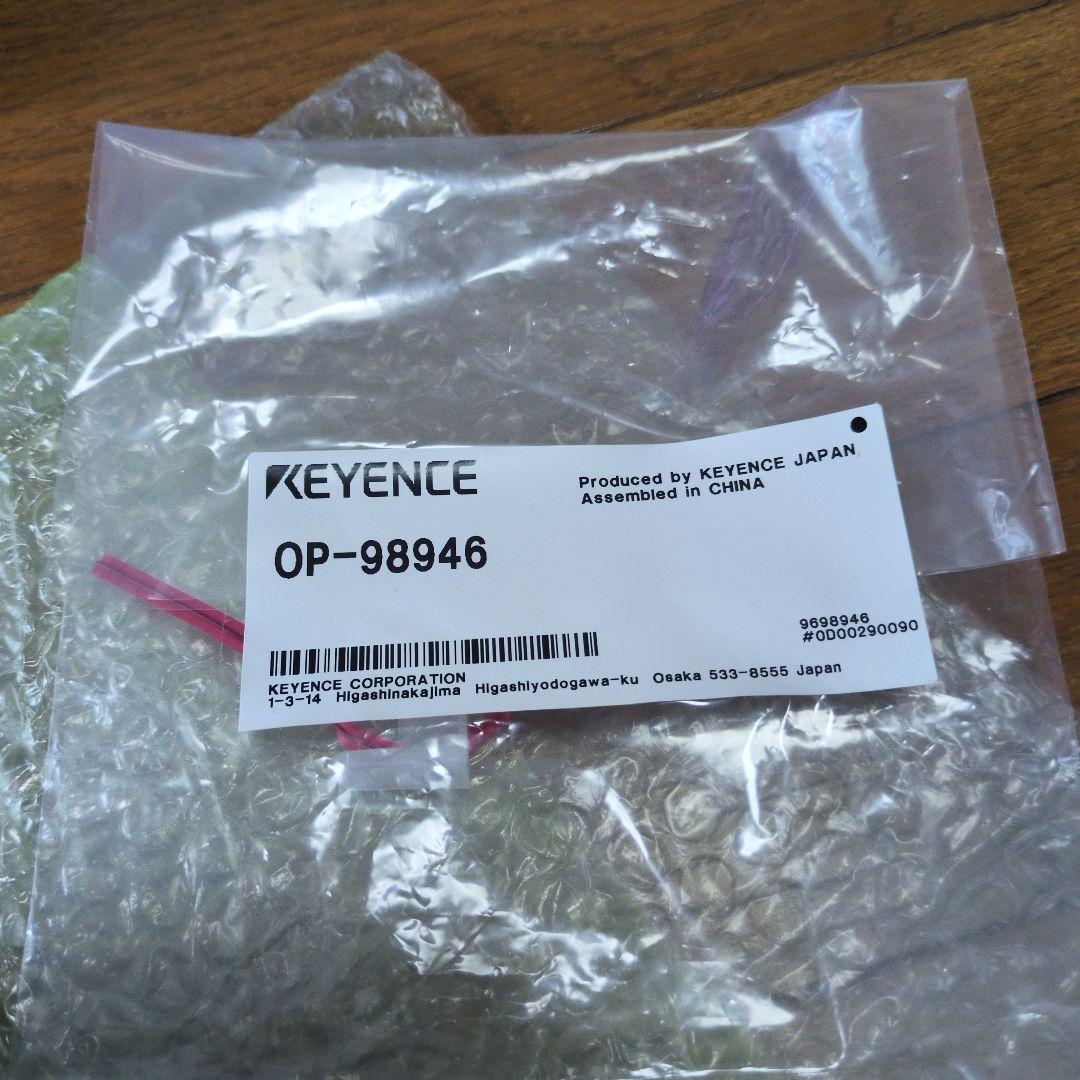 KEYENCE
Produced by KEYENCE JAPAN
Assembled in CHINA
OP-98946
9698946
#0D00290090
KEYENCE CORPORATION
1-3-14 Higashinakajima Higashiyodogawa-ku Osaka 533-8555 Japan